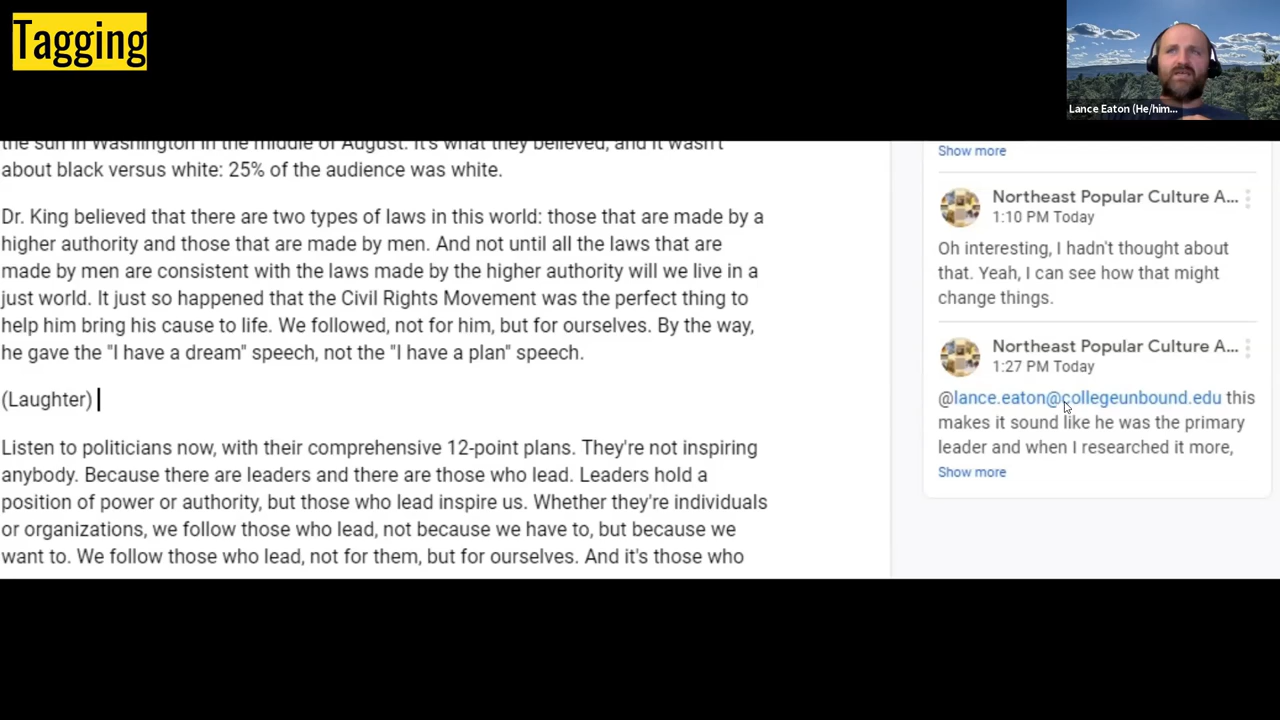 Tagging
Lance Eaton (He/him...
the sun in Washington in the middle of August. It's what they believed, and it wasn't
about black versus white: 25% of the audience was white.
Dr. King believed that there are two types of laws in this world: those that are made by a
higher authority and those that are made by men. And not until all the laws that are
made by men are consistent with the laws made by the higher authority will we live in a
just world. It just so happened that the Civil Rights Movement was the perfect thing to
help him bring his cause to life. We followed, not for him, but for ourselves. By the way,
he gave the "I have a dream" speech, not the "I have a plan" speech.
(Laughter)
Listen to politicians now, with their comprehensive 12-point plans. They're not inspiring
anybody. Because there are leaders and there are those who lead. Leaders hold a
position of power or authority, but those who lead inspire us. Whether they're individuals
or organizations, we follow those who lead, not because we have to, but because we
want to. We follow those who lead, not for them, but for ourselves. And it's those who
Show more
Northeast Popular Culture A...
1:10 PM Today
Oh interesting, I hadn't thought about
that. Yeah, I can see how that might
change things.
Northeast Popular Culture A...
1:27 PM Today
@lance.eaton@collegeunbound.edu this
makes it sound like he was the primary
leader and when I researched it more,
Show more